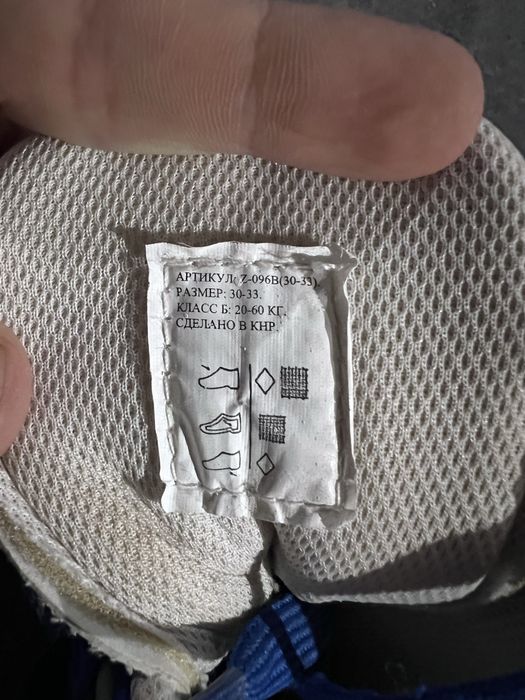 АРТИКУЛ: Z-096B(30-33).
РАЗМЕР: 30-33.
КЛАСС Б: 20-60 КГ.
СДЕЛАНО В КНР.